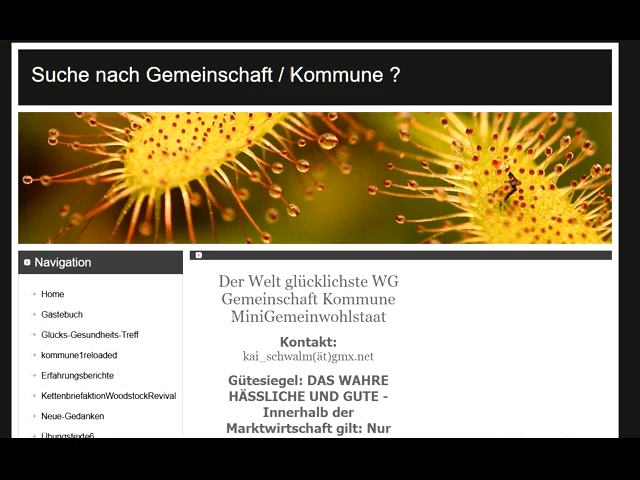 Suche nach Gemeinschaft / Kommune ?
Navigation
Home
Gästebuch
Glücks-Gesundheits-Treff
kommune1reloaded
Erfahrungsberichte
KettenbriefaktionWoodstockRevival
Neue-Gedanken
Übungstexte6
Der Welt glücklichste WG
Gemeinschaft Kommune
MiniGemeinwohlstaat
Kontakt:
kai_schwalm(ät)gmx.net
Gütesiegel: DAS WAHRE
HÄSSLICHE UND GUTE -
Innerhalb der
Marktwirtschaft gilt: Nur